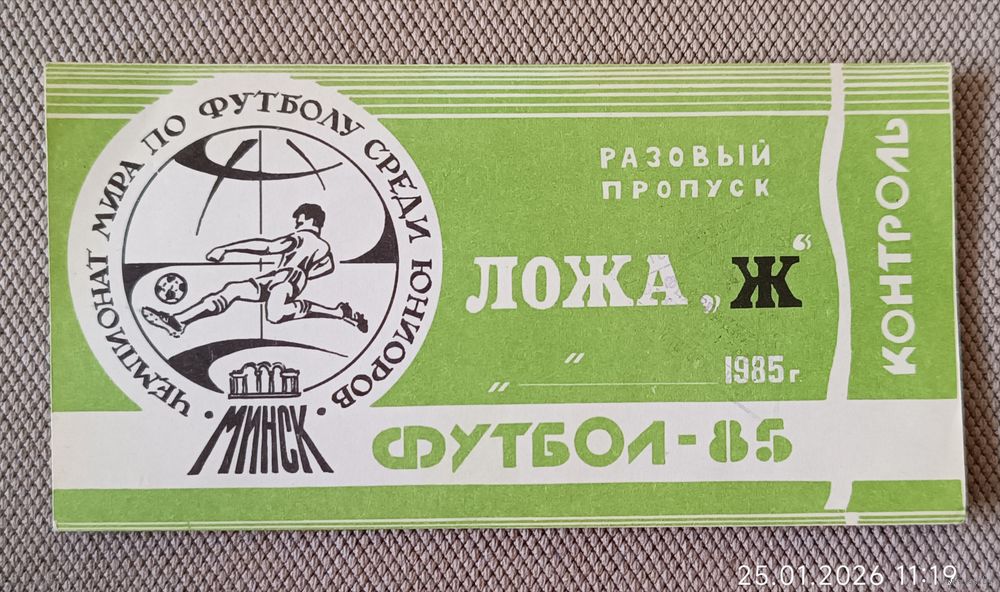 ЧЕМПИОНАТ МИРА ПО ФУТБОЛУ СРЕДИ ЮНИОРОВ
· МИНСК ·
РАЗОВЫЙ
ПРОПУСК
ЛОЖА „Ж“
„ “ 1985 г.
ФУТБОЛ-85
КОНТРОЛЬ
25.01.2026 11:19